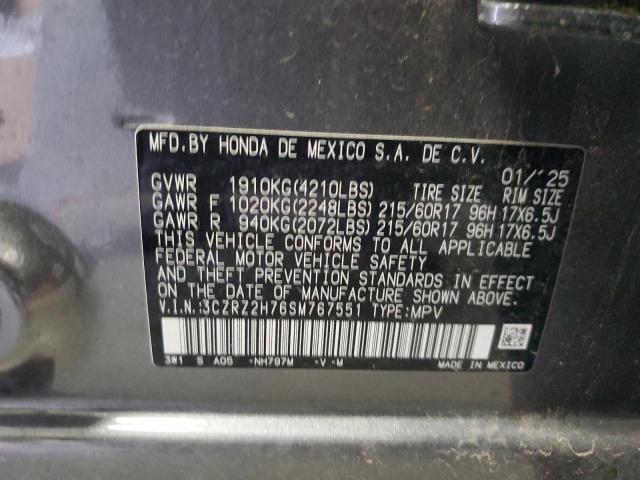 MFD.BY HONDA DE MEXICO S.A. DE C.V.
01/'25
GVWR 1910KG(4210LBS) TIRE SIZE RIM SIZE
GAWR F 1020KG(2248LBS) 215/60R17 96H 17X6.5J
GAWR R 940KG(2072LBS) 215/60R17 96H 17X6.5J
THIS VEHICLE CONFORMS TO ALL APPLICABLE
FEDERAL MOTOR VEHICLE SAFETY
AND THEFT PREVENTION STANDARDS IN EFFECT
ON THE DATE OF MANUFACTURE SHOWN ABOVE.
V.I.N.:3CZRZ2H76SM767551 TYPE:MPV
3W1 S A05 -NH797M -V-M MADE IN MEXICO